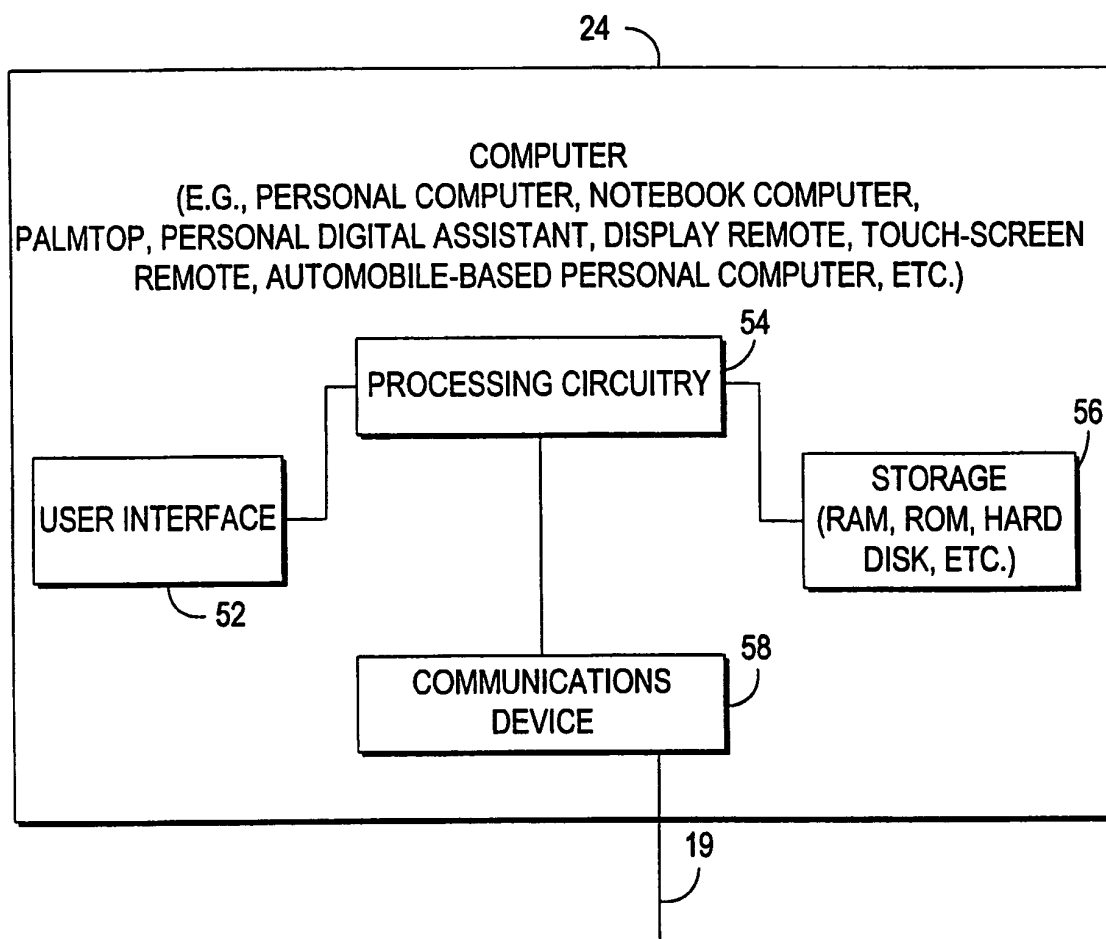 24
COMPUTER
(E.G., PERSONAL COMPUTER, NOTEBOOK COMPUTER,
PALMTOP, PERSONAL DIGITAL ASSISTANT, DISPLAY REMOTE, TOUCH-SCREEN
REMOTE, AUTOMOBILE-BASED PERSONAL COMPUTER, ETC.)
54
PROCESSING CIRCUITRY
56
USER INTERFACE
52
STORAGE
(RAM, ROM, HARD
DISK, ETC.)
58
COMMUNICATIONS
DEVICE
19